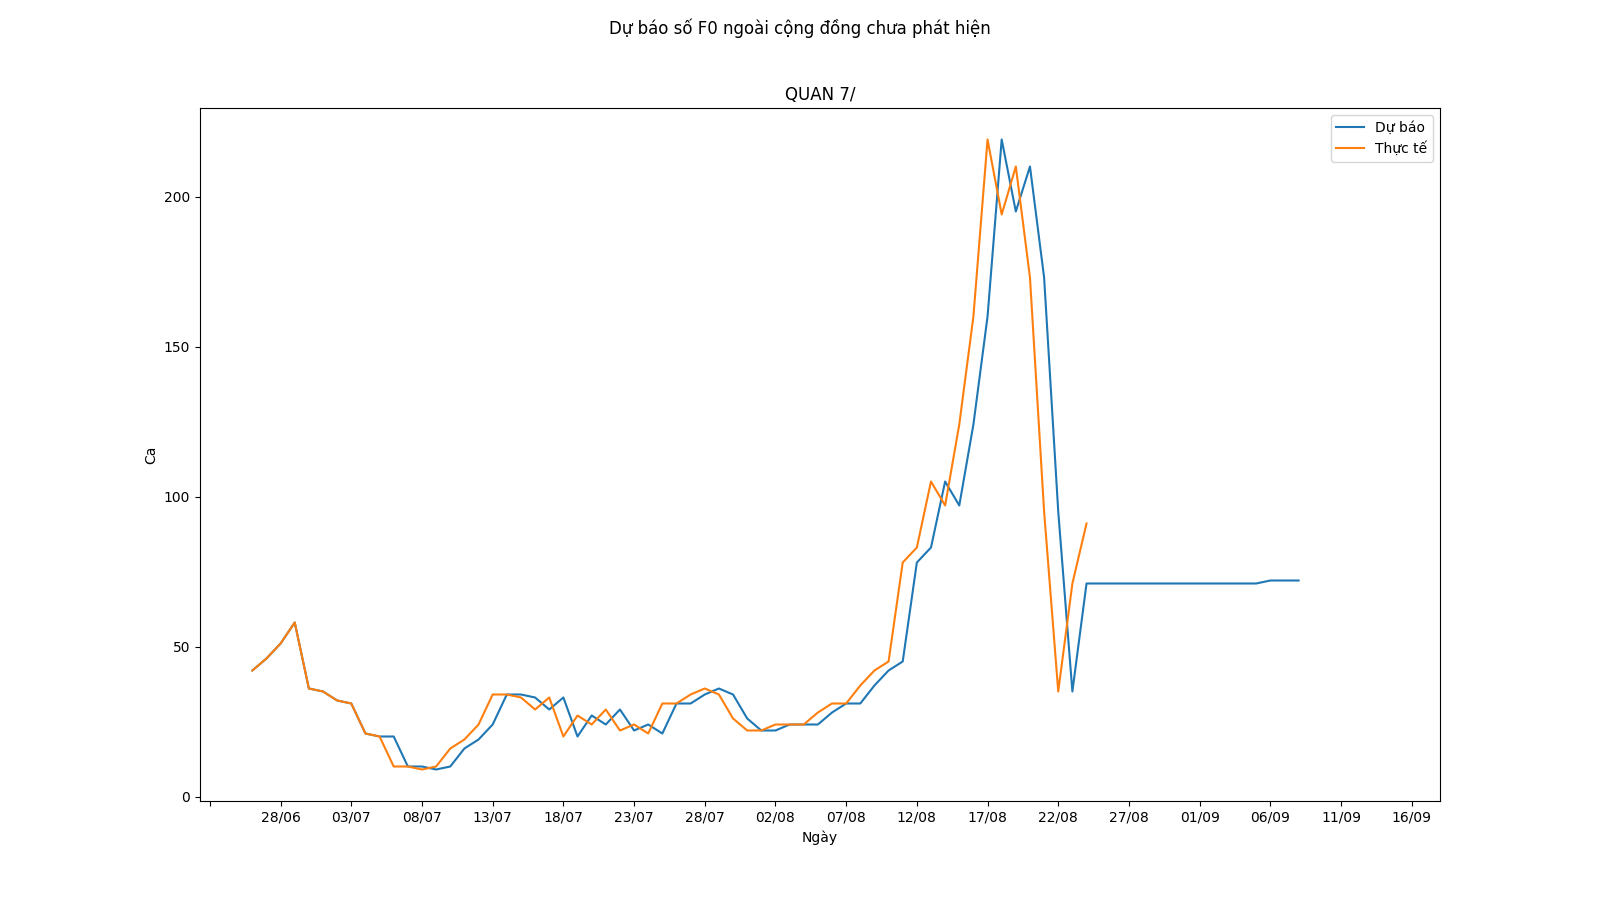 Dự báo số F0 ngoài cộng đồng chưa phát hiện
QUAN 7/
Dự báo
Thực tế
200
150
100
50
0
Ca
28/06 03/07 08/07 13/07 18/07 23/07 28/07 02/08 07/08 12/08 17/08 22/08 27/08 01/09 06/09 11/09 16/09
Ngày